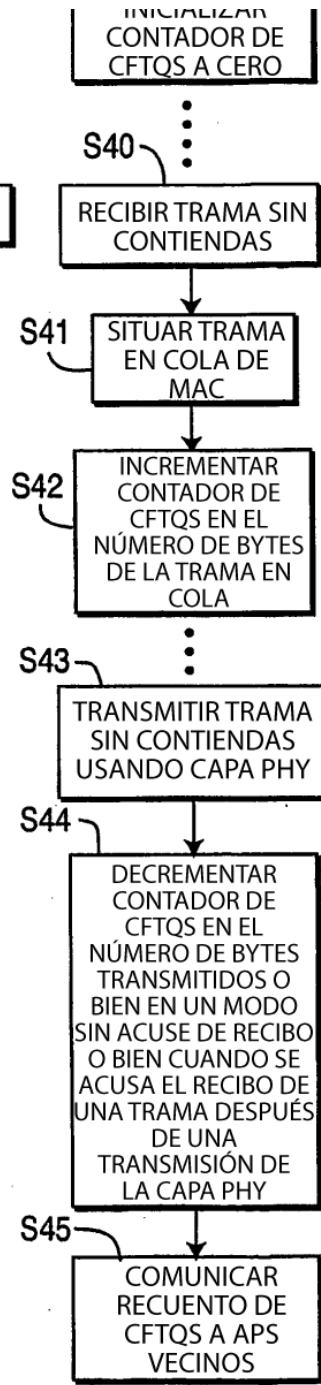 INICIALIZAR
CONTADOR DE
CFTQS A CERO
S40
RECIBIR TRAMA SIN
CONTIENDAS
S41
SITUAR TRAMA
EN COLA DE
MAC
S42
INCREMENTAR
CONTADOR DE
CFTQS EN EL
NÚMERO DE BYTES
DE LA TRAMA EN
COLA
S43
TRANSMITIR TRAMA
SIN CONTIENDAS
USANDO CAPA PHY
S44
DECREMENTAR
CONTADOR DE
CFTQS EN EL
NÚMERO DE BYTES
TRANSMITIDOS O
BIEN EN UN MODO
SIN ACUSE DE RECIBO
O BIEN CUANDO SE
ACUSA EL RECIBO DE
UNA TRAMA DESPUÉS
DE UNA
TRANSMISIÓN DE
LA CAPA PHY
S45
COMUNICAR
RECUENTO DE
CFTQS A APS
VECINOS